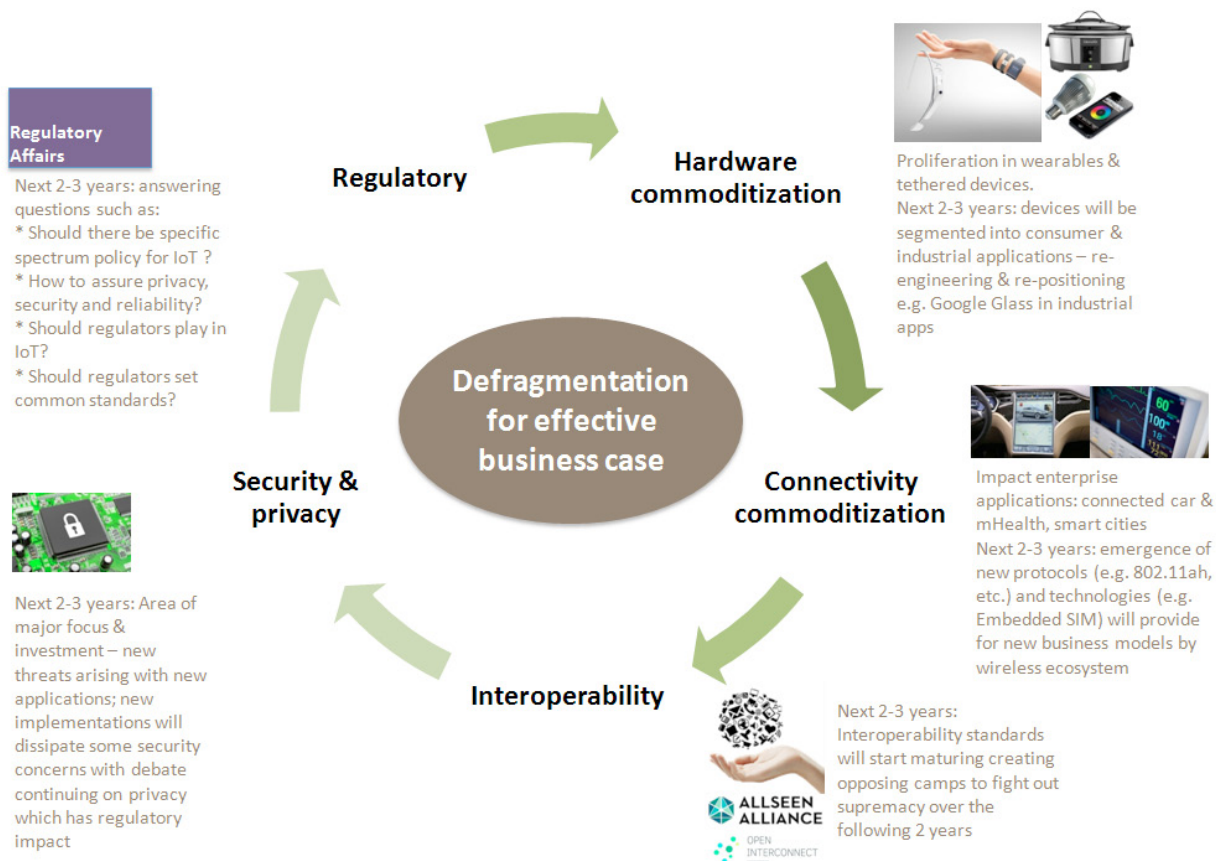 Regulatory
Affairs
Next 2-3 years: answering
questions such as:
* Should there be specific
spectrum policy for IoT ?
* How to assure privacy,
security and reliability?
* Should regulators play in
IoT?
* Should regulators set
common standards?
Regulatory
Hardware
commoditization
Proliferation in wearables &
tethered devices.
Next 2-3 years: devices will be
segmented into consumer &
industrial applications – re-
engineering & re-positioning
e.g. Google Glass in industrial
apps
Defragmentation
for effective
business case
Security &
privacy
Connectivity
commoditization
60
100
18
Impact enterprise
applications: connected car &
mHealth, smart cities
Next 2-3 years: emergence of
new protocols (e.g. 802.11ah,
etc.) and technologies (e.g.
Embedded SIM) will provide
for new business models by
wireless ecosystem
Next 2-3 years: Area of
major focus &
investment – new
threats arising with new
applications; new
implementations will
dissipate some security
concerns with debate
continuing on privacy
which has regulatory
impact
Interoperability
Next 2-3 years:
Interoperability standards
will start maturing creating
opposing camps to fight out
supremacy over the
following 2 years
ALLSEEN
ALLIANCE
OPEN
INTERCONNECT